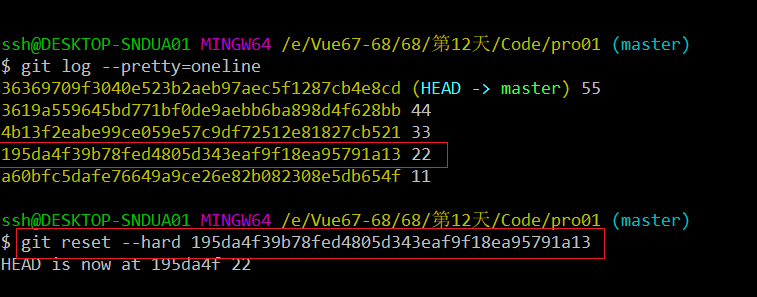 ssh@DESKTOP-SNDUA01 MINGW64 /e/Vue67-68/68/第12天/Code/pro01 (master)
$ git log --pretty=oneline
36369709f3040e523b2aeb97aec5f1287cb4e8cd (HEAD -> master) 55
3619a559645bd771bf0de9aebb6ba898d4f628bb 44
4b13f2eabe99ce059e57c9df72512e81827cb521 33
195da4f39b78fed4805d343eaf9f18ea95791a13 22
a60bfc5dafe76649a9ce26e82b082308e5db654f 11
ssh@DESKTOP-SNDUA01 MINGW64 /e/Vue67-68/68/第12天/Code/pro01 (master)
$ git reset --hard 195da4f39b78fed4805d343eaf9f18ea95791a13
HEAD is now at 195da4f 22